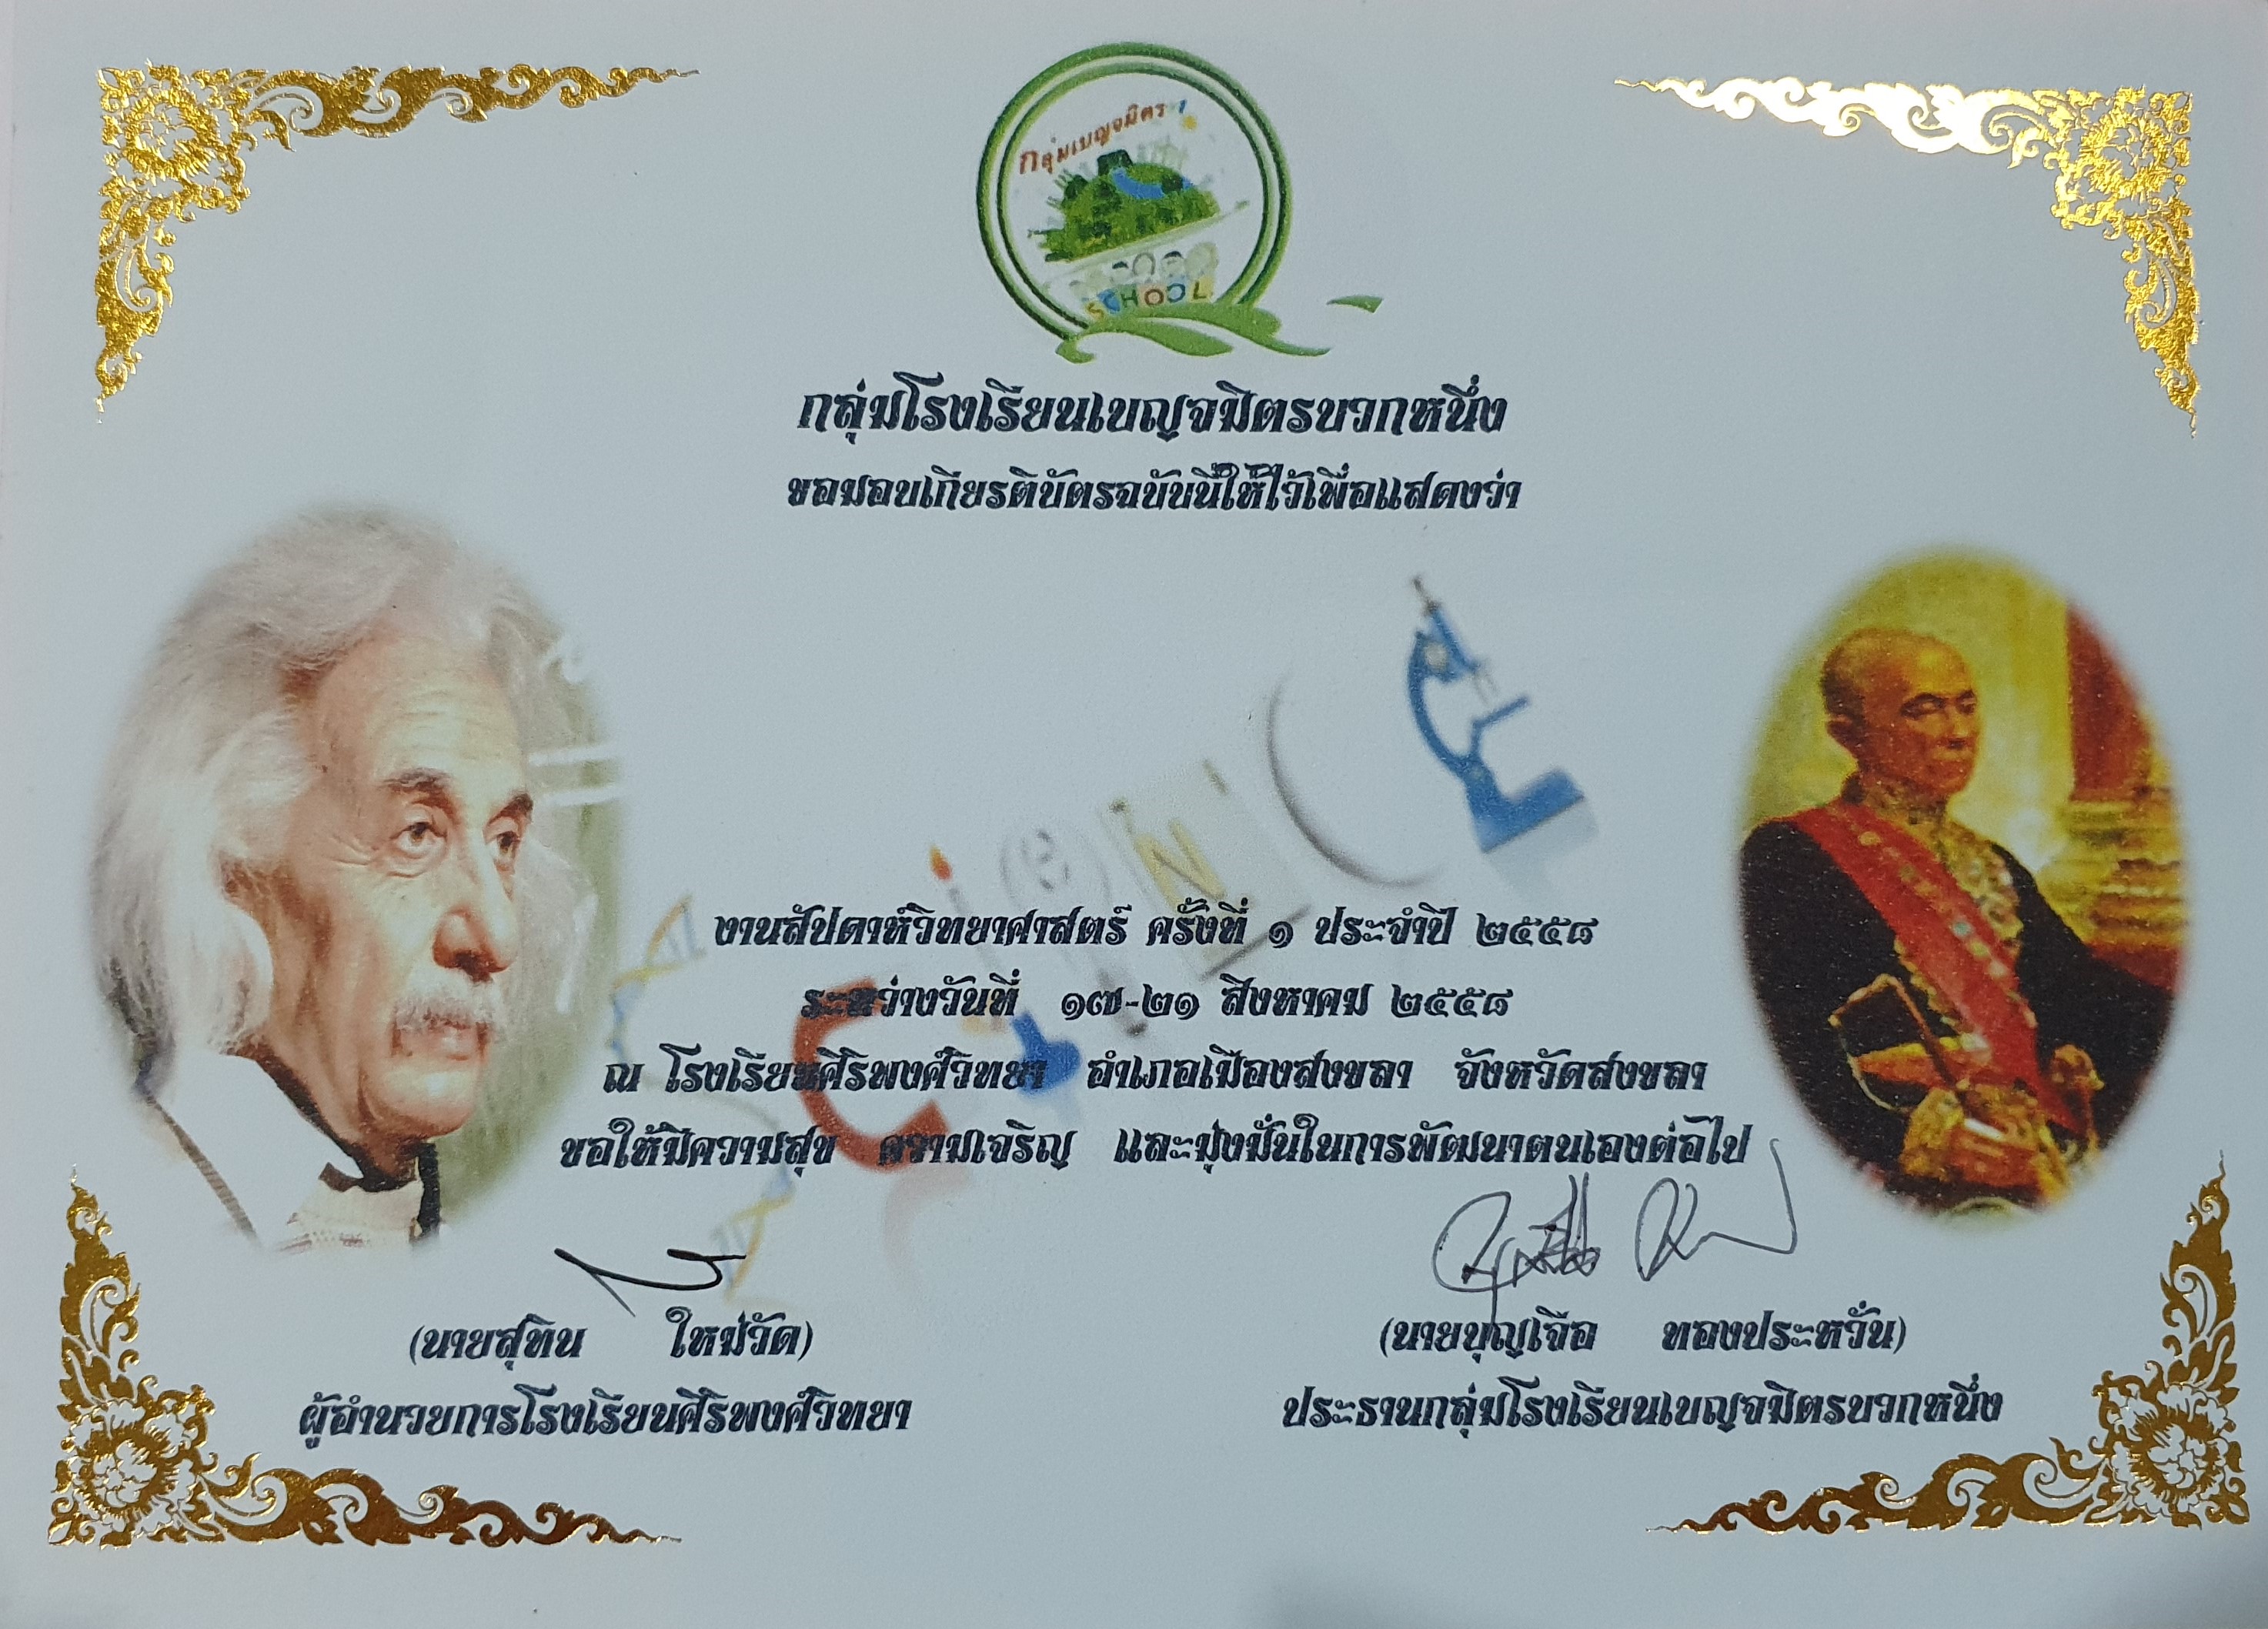 กลุ่มเบญจมิตร+1
SCHOOL
กลุ่มโรงเรียนเบญจมิตรบวกหนึ่ง
ขอมอบเกียรติบัตรฉบับนี้ให้ไว้เพื่อแสดงว่า
งานสัปดาห์วิทยาศาสตร์ ครั้งที่ ๑ ประจำปี ๒๕๕๘
ระหว่างวันที่ ๑๗-๒๑ สิงหาคม ๒๕๕๘
ณ โรงเรียนศิริพงศ์วิทยา อำเภอเมืองสงขลา จังหวัดสงขลา
ขอให้มีความสุข ความเจริญ และมุ่งมั่นในการพัฒนาตนเองต่อไป
(นายสุทิน ใหม่วัด) (นายบุญเจือ ทองประหวั่น)
ผู้อำนวยการโรงเรียนศิริพงศ์วิทยา ประธานกลุ่มโรงเรียนเบญจมิตรบวกหนึ่ง